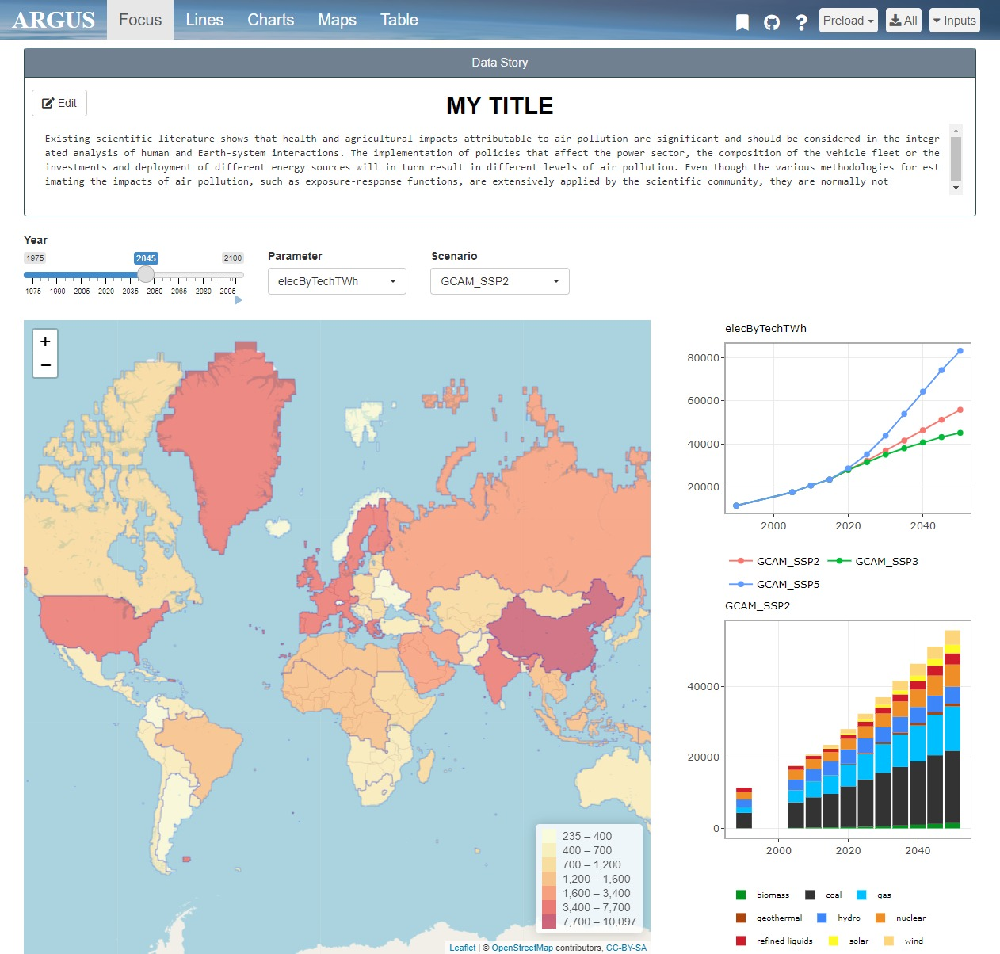 ARGUS Focus Lines Charts Maps Table Preload All Inputs
Data Story
Edit
MY TITLE
Existing scientific literature shows that health and agricultural impacts attributable to air pollution are significant and should be considered in the integr
ated analysis of human and Earth-system interactions. The implementation of policies that affect the power sector, the composition of the vehicle fleet or the
investments and deployment of different energy sources will in turn result in different levels of air pollution. Even though the various methodologies for est
imating the impacts of air pollution, such as exposure-response functions, are extensively applied by the scientific community, they are normally not
Year
1975 2045 2100
1975 1990 2005 2020 2035 2050 2065 2080 2095
Parameter
elecByTechTWh
Scenario
GCAM_SSP2
+
−
235 – 400
400 – 700
700 – 1,200
1,200 – 1,600
1,600 – 3,400
3,400 – 7,700
7,700 – 10,097
Leaflet | © OpenStreetMap contributors, CC-BY-SA
elecByTechTWh
80000
60000
40000
20000
2000 2020 2040
GCAM_SSP2 GCAM_SSP3
GCAM_SSP5
GCAM_SSP2
40000
20000
0
2000 2020 2040
biomass coal gas
geothermal hydro nuclear
refined liquids solar wind